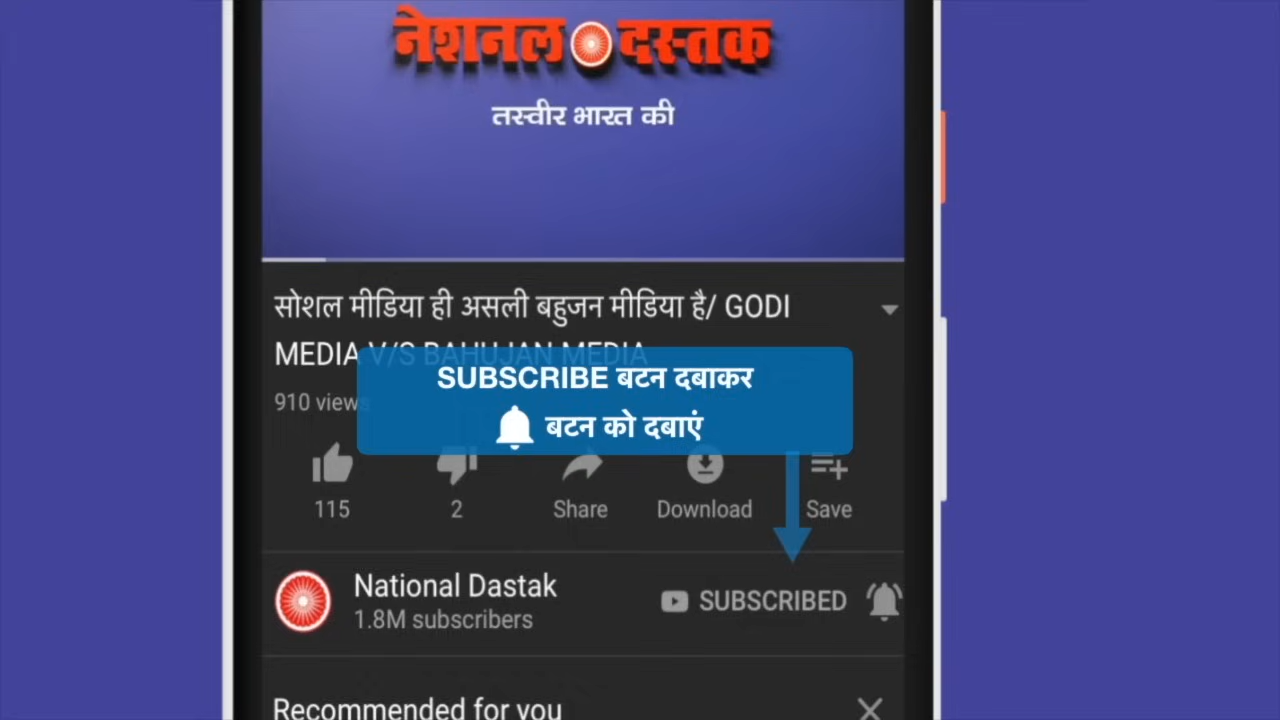 नेशनल दस्तक
तस्वीर भारत की
सोशल मीडिया ही असली बहुजन मीडिया है/ GODI
MEDIA V/S BAHUJAN MEDIA
910 views
SUBSCRIBE बटन दबाकर
बटन को दबाएं
115
2
Share
Download
Save
National Dastak
1.8M subscribers
SUBSCRIBED
Recommended for you